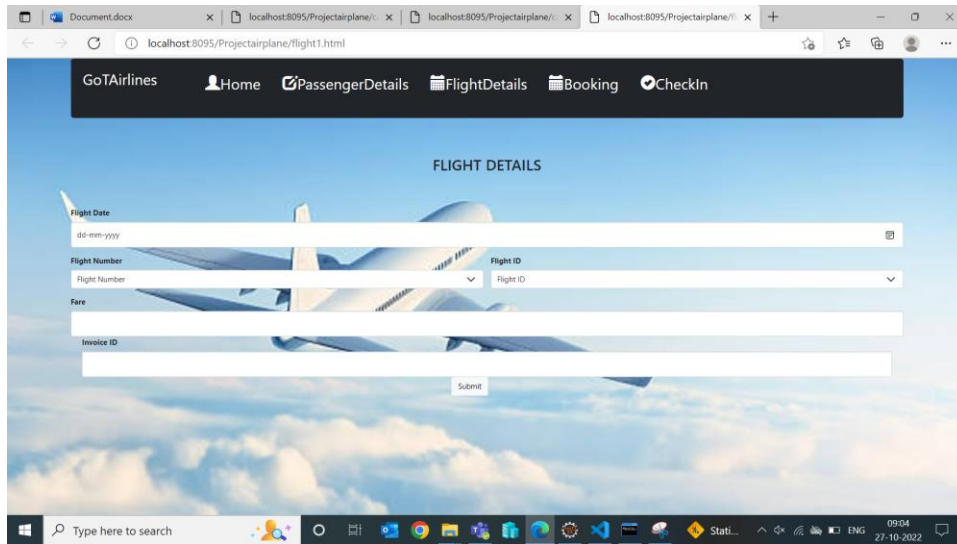 Document.docx
localhost:8095/Projectairplane/
localhost:8095/Projectairplane/
localhost:8095/Projectairplane/
localhost:8095/Projectairplane/flight1.html
GoTAirlines Home PassengerDetails FlightDetails Booking CheckIn
FLIGHT DETAILS
Flight Date
dd-mm-yyyy
Flight Number Flight ID
Flight Number Flight ID
Fare
Invoice ID
Submit
Type here to search Stati... ENG 09:04
27-10-2022